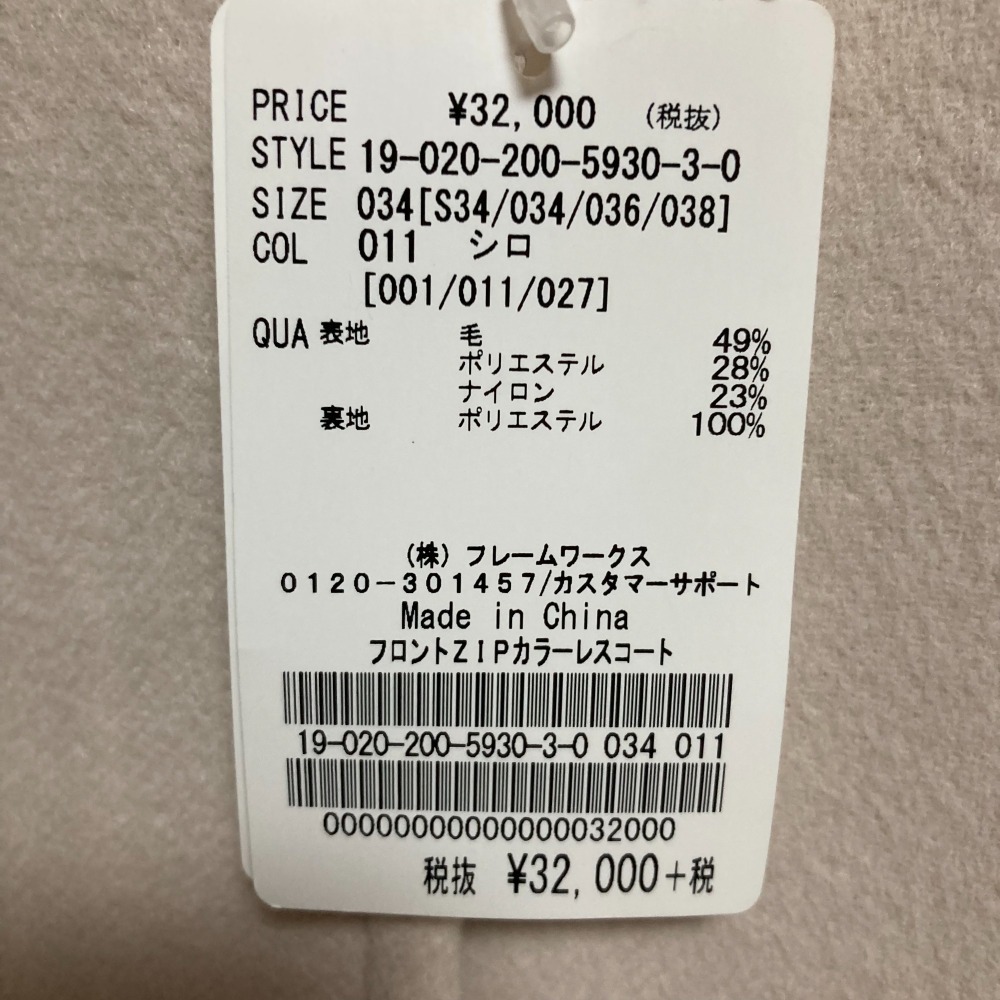 PRICE ¥32,000 (税抜)
STYLE 19-020-200-5930-3-0
SIZE 034[S34/034/036/038]
COL 011 シロ
[001/011/027]
QUA 表地 毛 49%
ポリエステル 28%
ナイロン 23%
裏地 ポリエステル 100%
(株) フレームワークス
0120-301457/カスタマーサポート
Made in China
フロントZIPカラーレスコート
19-020-200-5930-3-0 034 011
00000000000000032000
税抜 ¥32,000+税